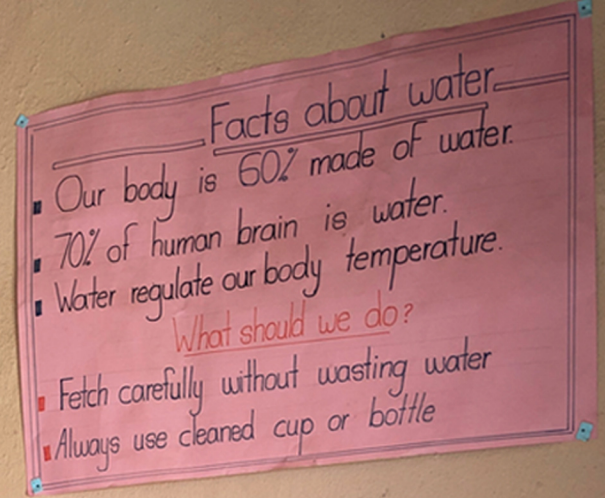 Facts about water
Our body is 60% made of water.
70% of human brain is water.
Water regulate our body temperature.
What should we do?
Fetch carefully without wasting water
Always use cleaned cup or bottle